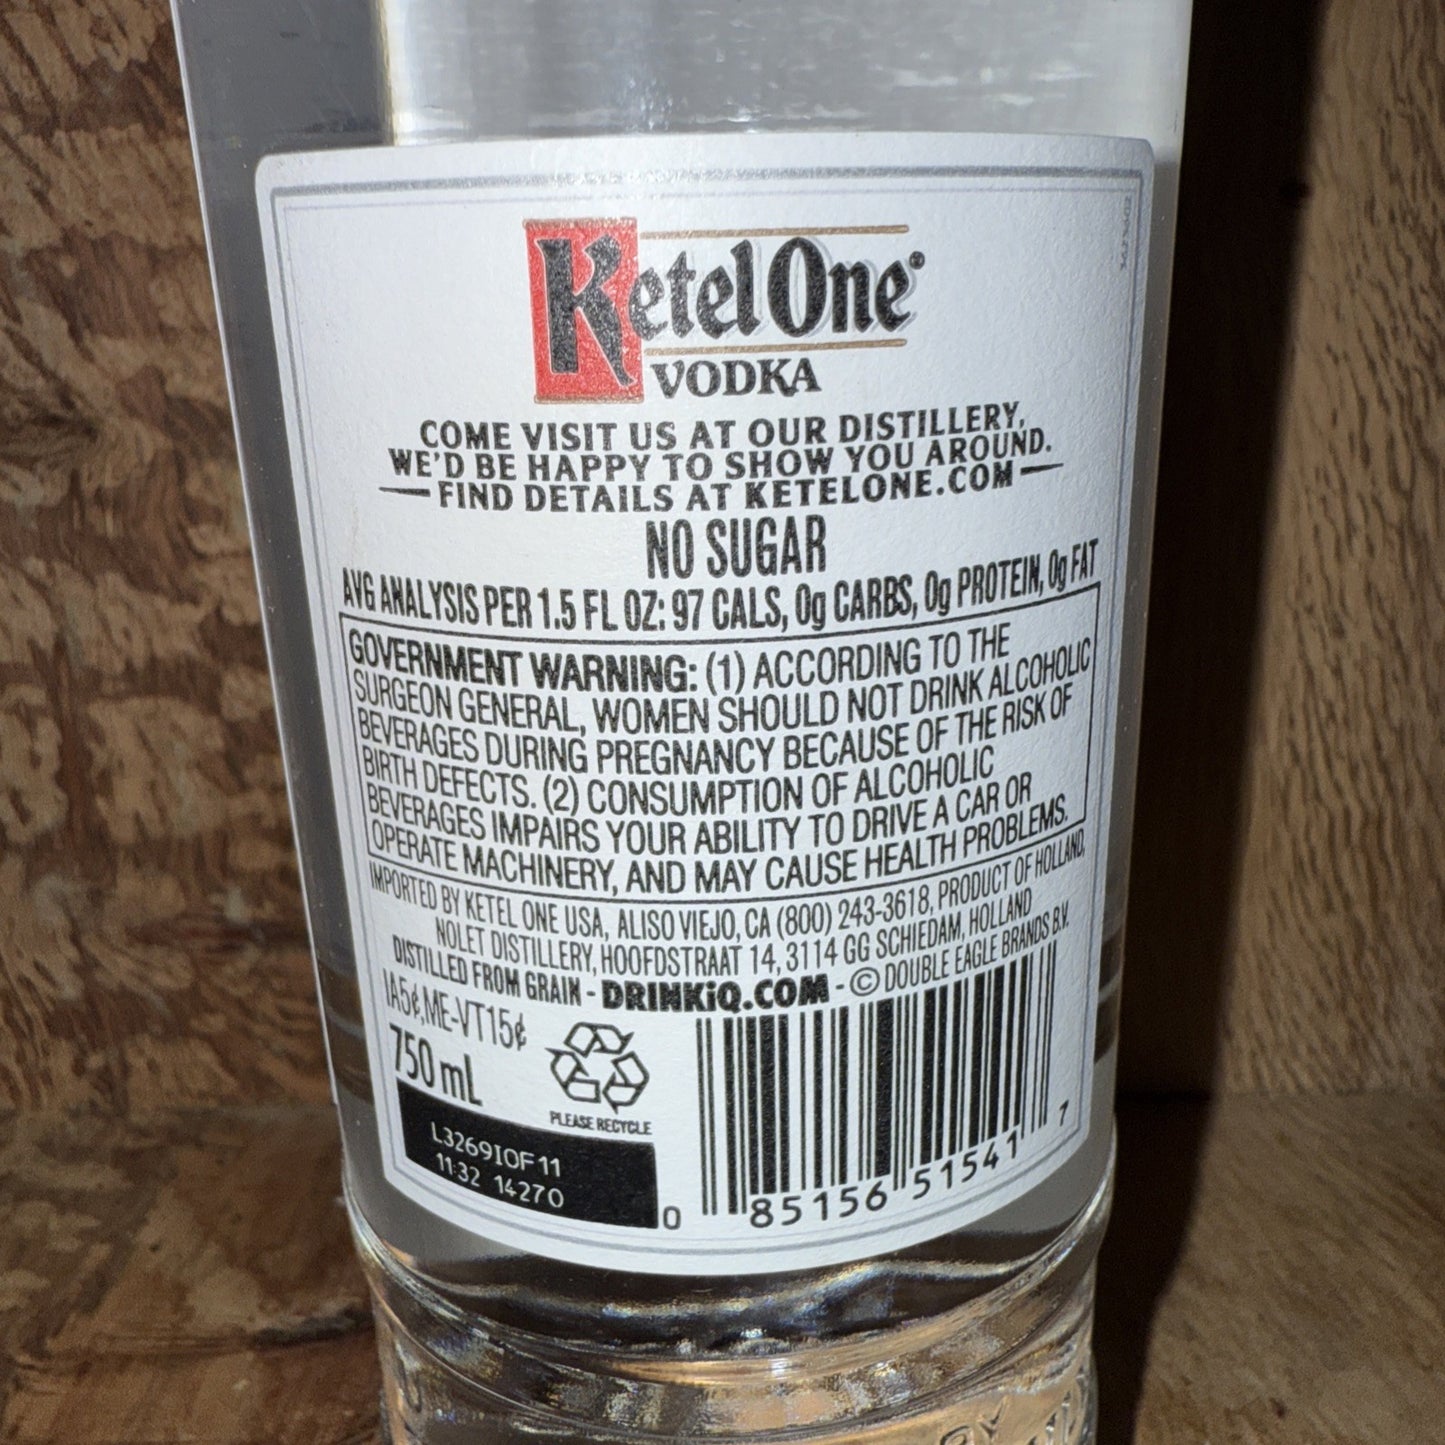 Ketel One®
VODKA
COME VISIT US AT OUR DISTILLERY,
WE'D BE HAPPY TO SHOW YOU AROUND.
FIND DETAILS AT KETELONE.COM
NO SUGAR
AVG ANALYSIS PER 1.5 FL OZ: 97 CALS, 0g CARBS, 0g PROTEIN, 0g FAT
GOVERNMENT WARNING: (1) ACCORDING TO THE
SURGEON GENERAL, WOMEN SHOULD NOT DRINK ALCOHOLIC
BEVERAGES DURING PREGNANCY BECAUSE OF THE RISK OF
BIRTH DEFECTS. (2) CONSUMPTION OF ALCOHOLIC
BEVERAGES IMPAIRS YOUR ABILITY TO DRIVE A CAR OR
OPERATE MACHINERY, AND MAY CAUSE HEALTH PROBLEMS.
IMPORTED BY KETEL ONE USA, ALISO VIEJO, CA (800) 243-3618, PRODUCT OF HOLLAND,
NOLET DISTILLERY, HOOFDSTRAAT 14, 3114 GG SCHIEDAM, HOLLAND
DISTILLED FROM GRAIN - DRINKiQ.COM - © DOUBLE EAGLE BRANDS B.V.
IA5¢, ME-VT15¢
750 mL
PLEASE RECYCLE
L3269IOF11
11:32 14270
0 85156 51541 7